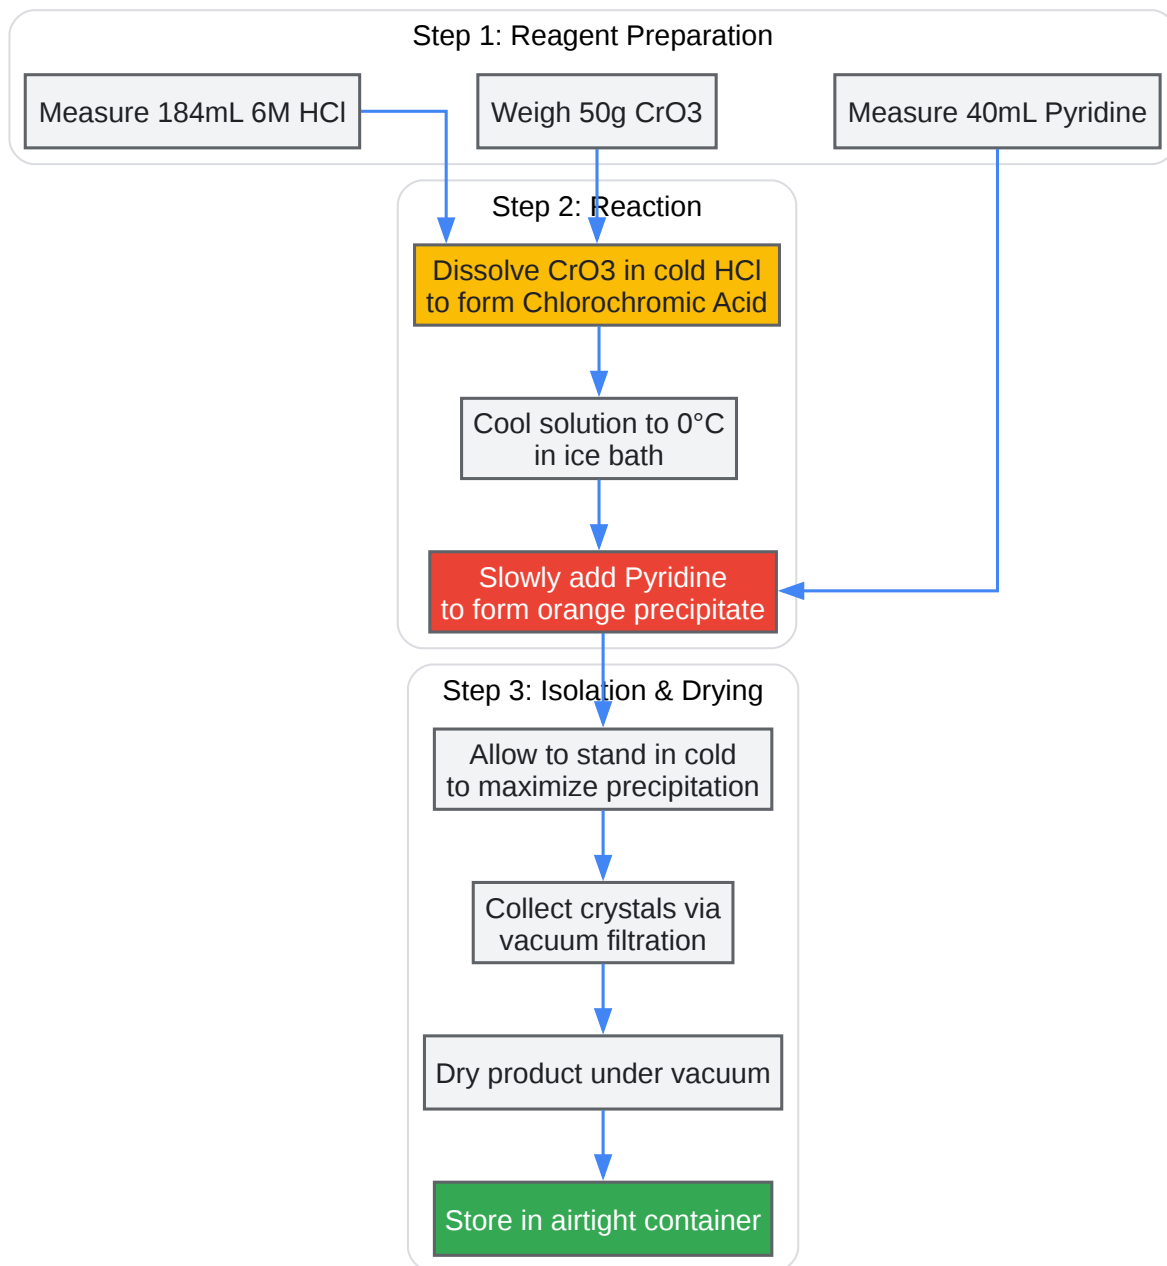 Step 1: Reagent Preparation
Measure 184mL 6M HCl
Weigh 50g CrO3
Measure 40mL Pyridine
Step 2: Reaction
Dissolve CrO3 in cold HCl
to form Chlorochromic Acid
Cool solution to 0°C
in ice bath
Slowly add Pyridine
to form orange precipitate
Step 3: Isolation & Drying
Allow to stand in cold
to maximize precipitation
Collect crystals via
vacuum filtration
Dry product under vacuum
Store in airtight container